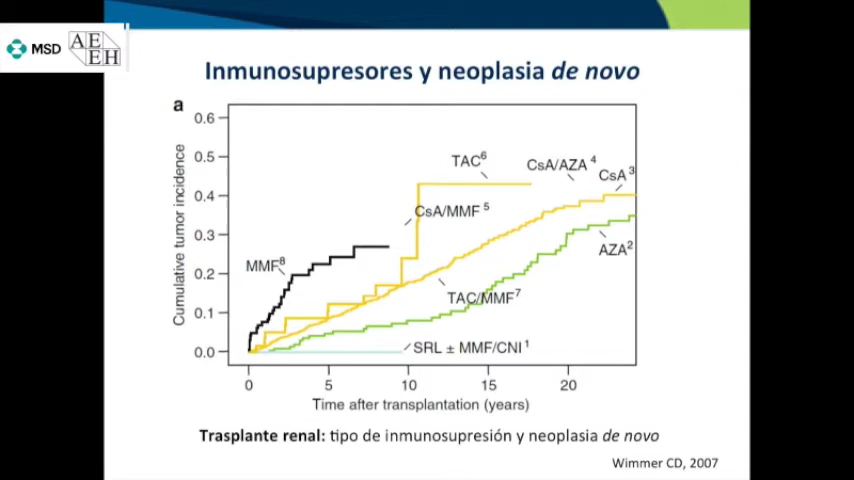 MSD
AE
EH
Inmunosupresores y neoplasia de novo
a
0.6
0.5
0.4
0.3
0.2
0.1
0.0
Cumulative tumor incidence
TAC6
CsA/AZA 4
CsA 3
CsA/MMF 5
MMF8
AZA2
TAC/MMF7
SRL ± MMF/CNI 1
0 5 10 15 20
Time after transplantation (years)
Trasplante renal: tipo de inmunosupresión y neoplasia de novo
Wimmer CD, 2007